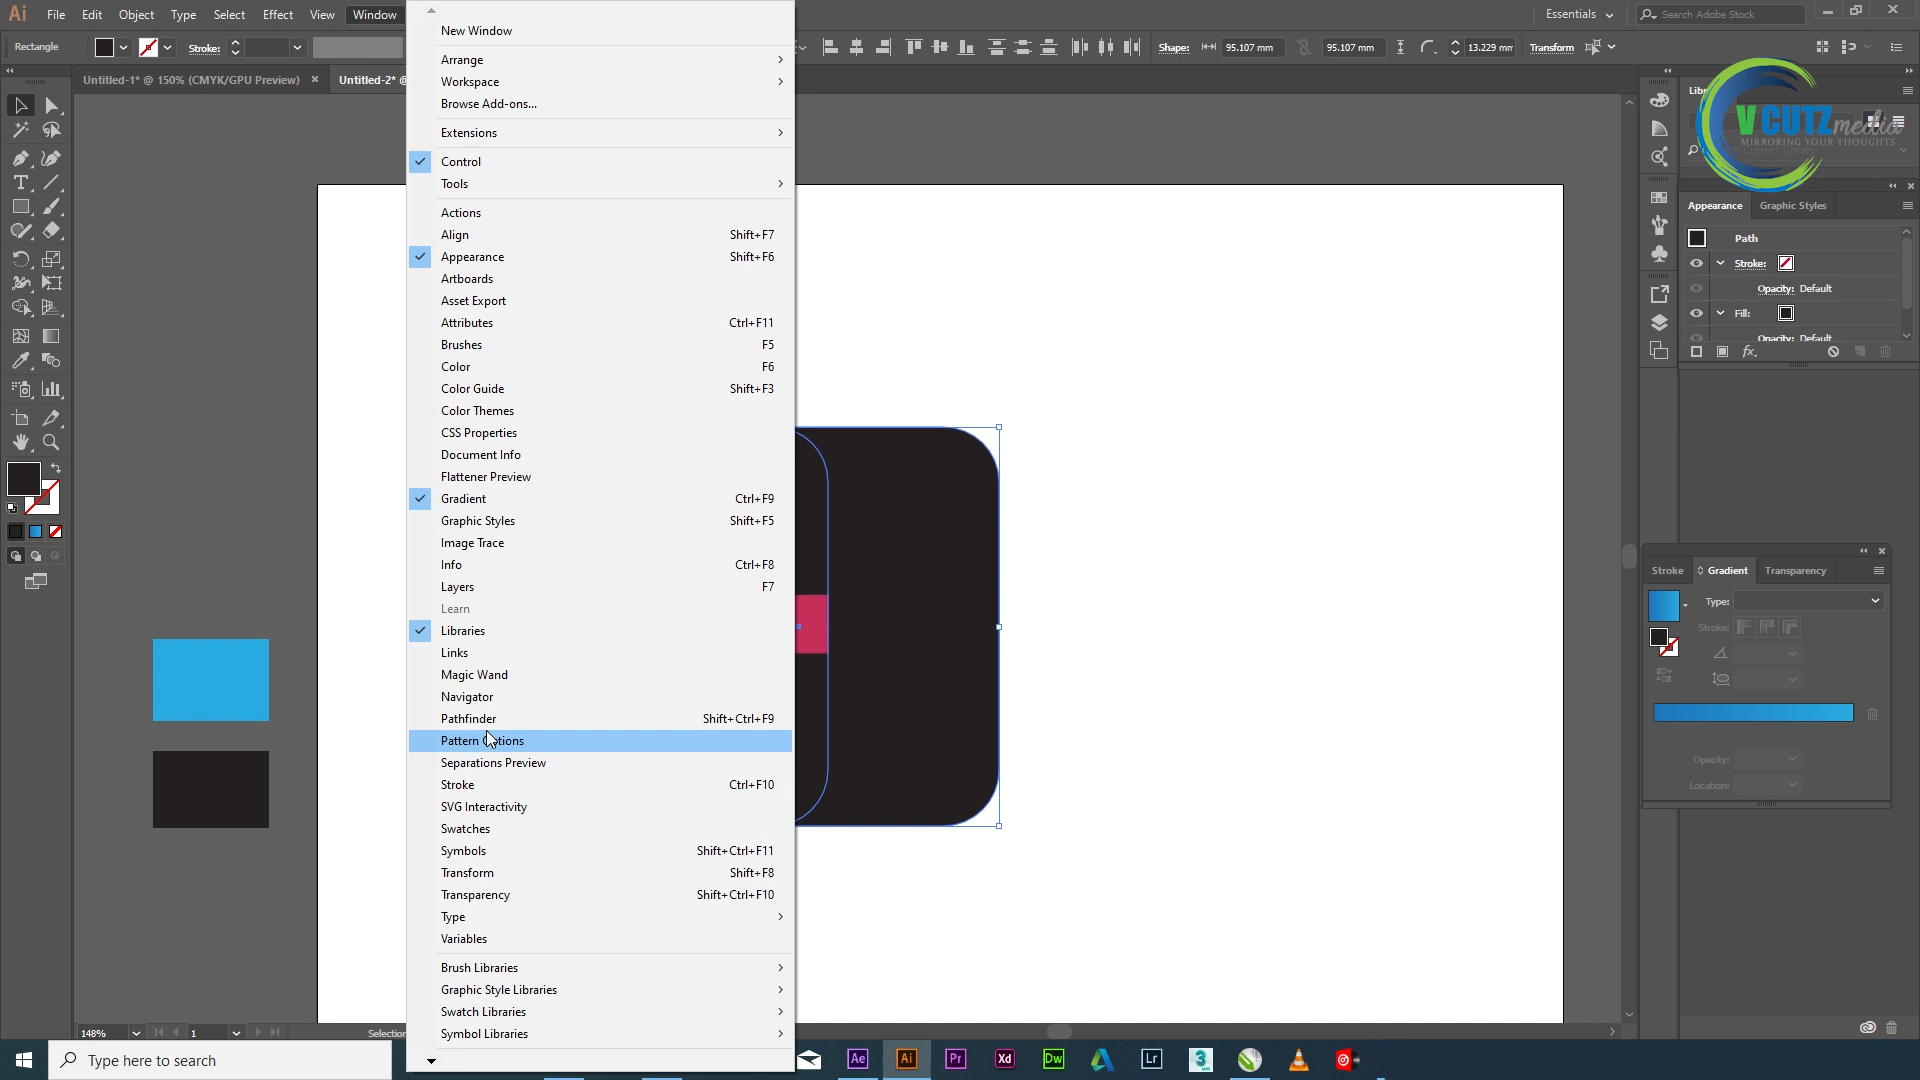 Ai File Edit Object Type Select Effect View Window Essentials Search Adobe Stock
Rectangle Stroke: Shape: 95.107 mm 95.107 mm 13.229 mm Transform
Untitled-1* @ 150% (CMYK/GPU Preview) Untitled-2* @
New Window
Arrange
Workspace
Browse Add-ons...
Extensions
Control
Tools
Actions
Align Shift+F7
Appearance Shift+F6
Artboards
Asset Export
Attributes Ctrl+F11
Brushes F5
Color F6
Color Guide Shift+F3
Color Themes
CSS Properties
Document Info
Flattener Preview
Gradient Ctrl+F9
Graphic Styles Shift+F5
Image Trace
Info Ctrl+F8
Layers F7
Learn
Libraries
Links
Magic Wand
Navigator
Pathfinder Shift+Ctrl+F9
Pattern Options
Separations Preview
Stroke Ctrl+F10
SVG Interactivity
Swatches
Symbols Shift+Ctrl+F11
Transform Shift+F8
Transparency Shift+Ctrl+F10
Type
Variables
Brush Libraries
Graphic Style Libraries
Swatch Libraries
Symbol Libraries
VCUTZmedia
MIRRORING YOUR THOUGHTS
Appearance Graphic Styles
Path
Stroke:
Opacity: Default
Fill:
Opacity: Default
fx
Stroke Gradient Transparency
Type:
Stroke:
Opacity:
Location:
148% 1
Type here to search
Ae Ai Pr Xd Dw Lr 3